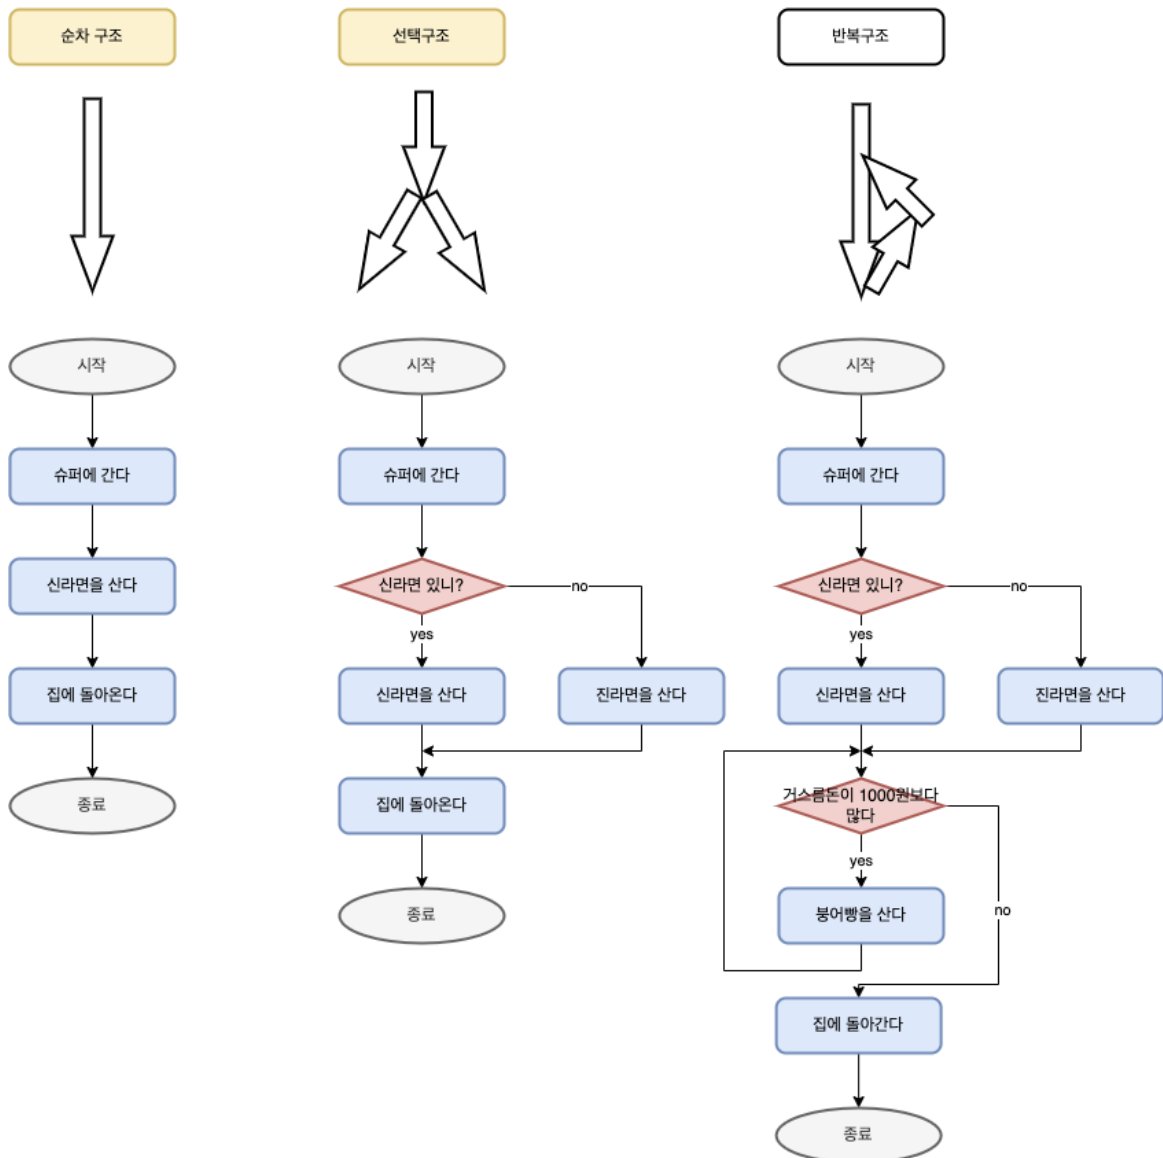 순차 구조
시작
슈퍼에 간다
신라면을 산다
집에 돌아온다
종료
선택구조
시작
슈퍼에 간다
신라면 있니?
no
yes
신라면을 산다
진라면을 산다
집에 돌아온다
종료
반복구조
시작
슈퍼에 간다
신라면 있니?
no
yes
신라면을 산다
진라면을 산다
거스름돈이 1000원보다
많다
yes
붕어빵을 산다
no
집에 돌아간다
종료